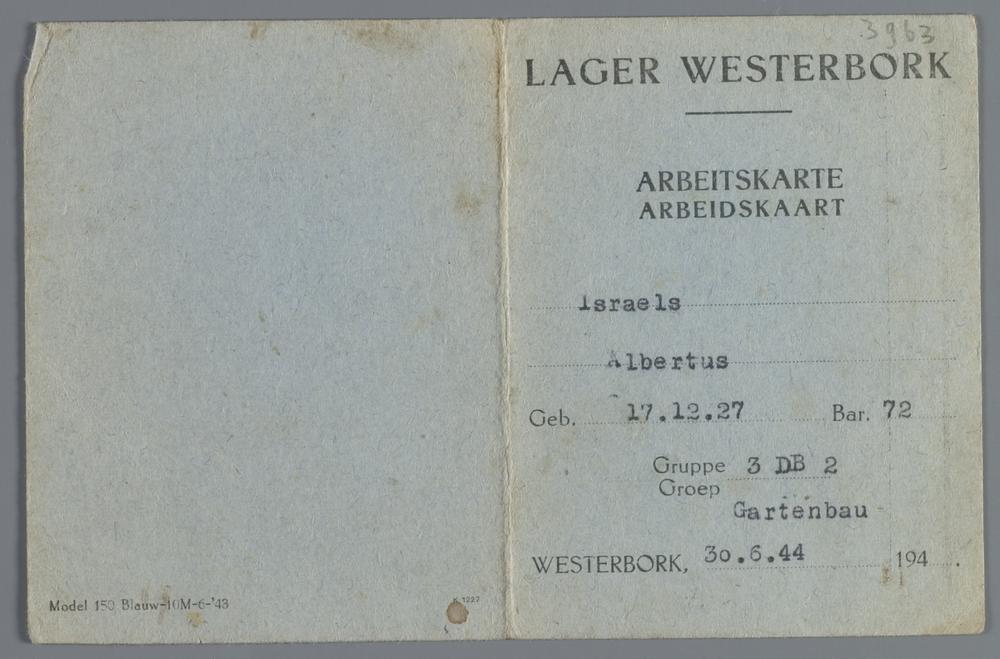 Model 150 Blauw-10M-6-'43
K 1227
3963
LAGER WESTERBORK
ARBEITSKARTE
ARBEIDSKAART
Israels
Albertus
Geb. 17.12.27 Bar. 72
Gruppe 3 DB 2
Groep
Gartenbau
WESTERBORK, 30.6.44 194 .